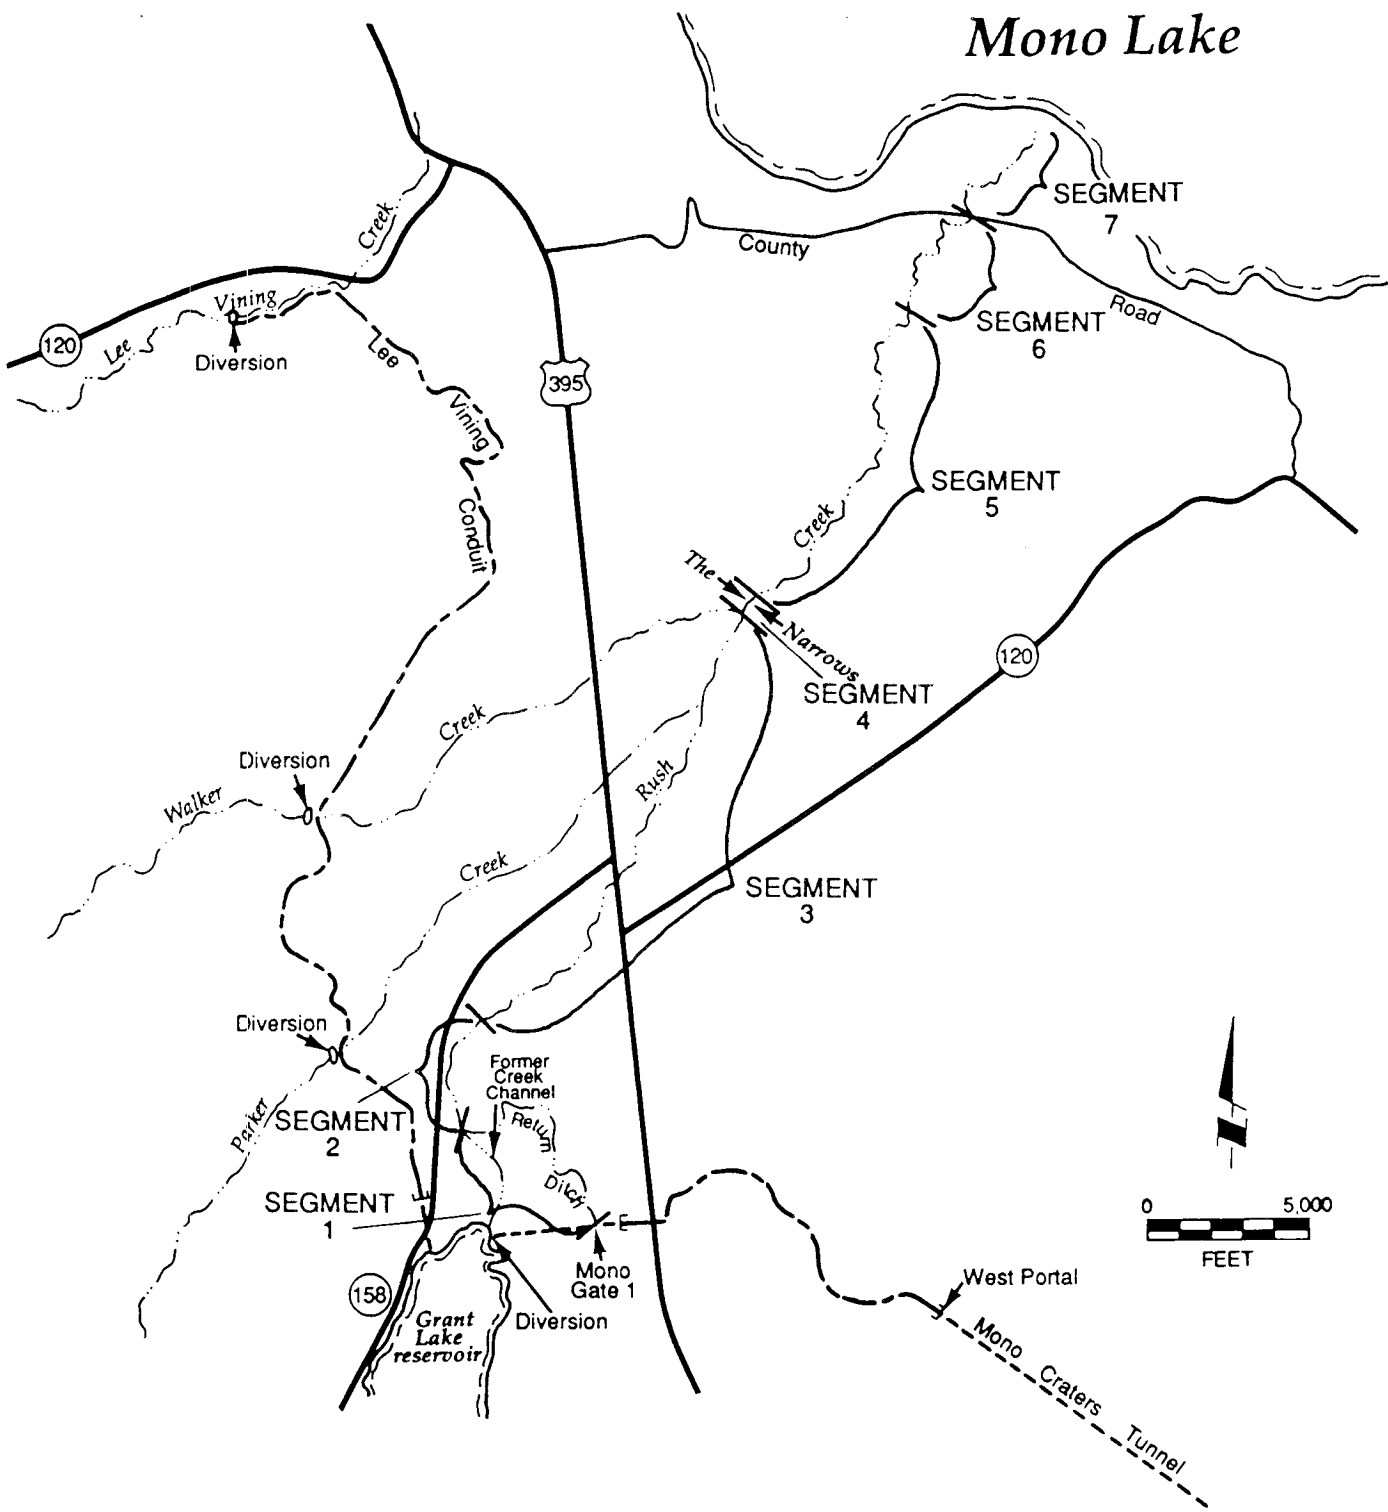 Mono Lake
SEGMENT
7
Creek
County
Vining
Road
SEGMENT
6
120
Lee
Diversion
Lee
395
Vining
SEGMENT
5
Conduit
Creek
The
Narrows
120
SEGMENT
4
Creek
Diversion
Rush
Walker
Creek
SEGMENT
3
Diversion
Former
Creek
Channel
Parker
SEGMENT
2
Return
Ditch
SEGMENT
1
0 5,000
FEET
Mono
Gate 1
West Portal
158
Diversion
Grant
Lake
reservoir
Mono Craters Tunnel